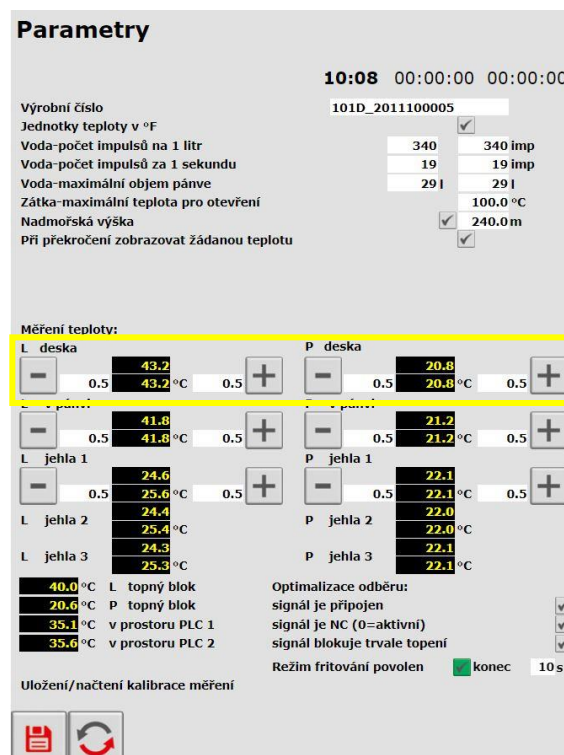 Parametry
10:08 00:00:00 00:00:00
Výrobní číslo 101D_2011100005
Jednotky teploty v °F
Voda-počet impulsů na 1 litr 340 340 imp
Voda-počet impulsů za 1 sekundu 19 19 imp
Voda-maximální objem pánve 29 l 29 l
Zátka-maximální teplota pro otevření 100.0 °C
Nadmořská výška 240.0 m
Při překročení zobrazovat žádanou teplotu
Měření teploty:
L deska P deska
43.2 20.8
− 0.5 43.2 °C 0.5 + − 0.5 20.8 °C 0.5 +
41.8 21.2
− 0.5 41.8 °C 0.5 + − 0.5 21.2 °C 0.5 +
L jehla 1 P jehla 1
24.6 22.1
− 0.5 25.6 °C 0.5 + − 0.5 22.1 °C 0.5 +
24.4 22.0
L jehla 2 25.4 °C P jehla 2 22.0 °C
24.3 22.1
L jehla 3 25.3 °C P jehla 3 22.1 °C
40.0 °C L topný blok Optimalizace odběru:
20.6 °C P topný blok signál je připojen
35.1 °C v prostoru PLC 1 signál je NC (0=aktivní)
35.6 °C v prostoru PLC 2 signál blokuje trvale topení
Režim fritování povolen konec 10 s
Uložení/načtení kalibrace měření